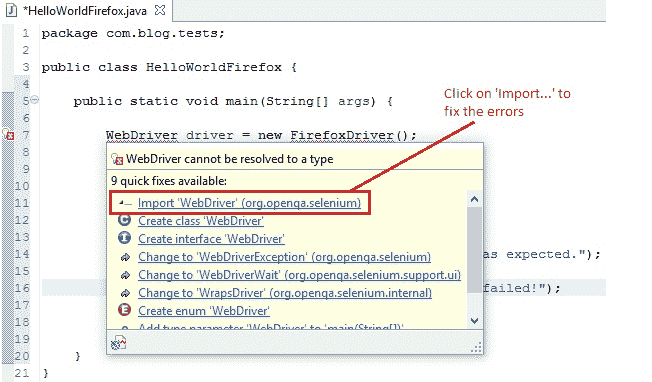 *HelloWorldFirefox.java
1 package com.blog.tests;
2
3 public class HelloWorldFirefox {
4
5 public static void main(String[] args) {
Click on 'Import...' to
fix the errors
6
7 WebDriver driver = new FirefoxDriver();
8
WebDriver cannot be resolved to a type
9
9 quick fixes available:
10
11 Import 'WebDriver' (org.openqa.selenium)
12 Create class 'WebDriver'
13 Create interface 'WebDriver'
14 Change to 'WebDriverException' (org.openqa.selenium) as expected.");
15 Change to 'WebDriverWait' (org.openqa.selenium.support.ui)
16 Change to 'WrapsDriver' (org.openqa.selenium.internal) failed!");
17 Create enum 'WebDriver'
18 Add type parameter 'WebDriver' to 'main(String[])'
19
20 }
21 }